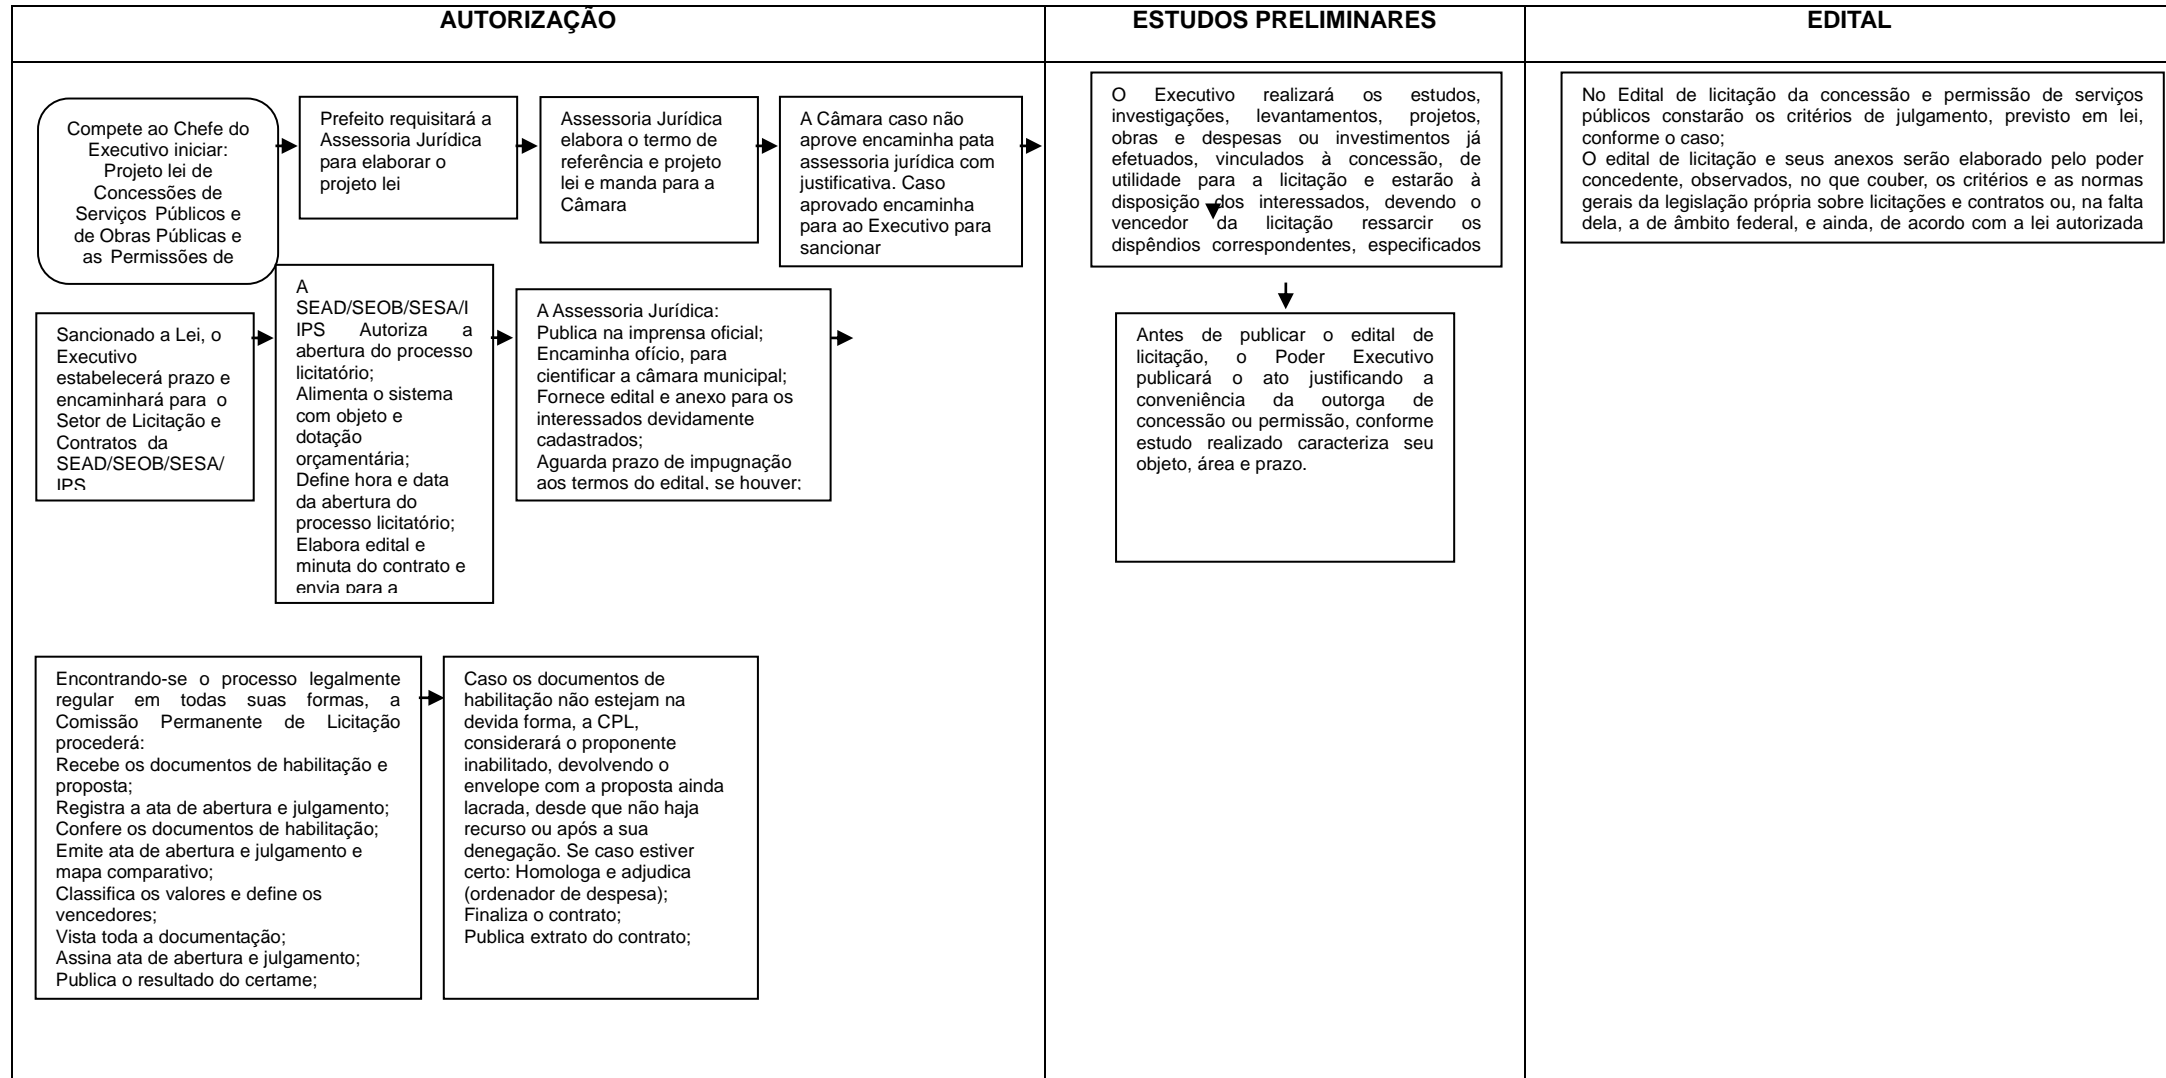 AUTORIZAÇÃO
ESTUDOS PRELIMINARES
EDITAL
Compete ao Chefe do
Executivo iniciar:
Projeto lei de
Concessões de
Serviços Públicos e
de Obras Públicas e
as Permissões de
Prefeito requisitará a
Assessoria Jurídica
para elaborar o
projeto lei
Assessoria Jurídica
elabora o termo de
referência e projeto
lei e manda para a
Câmara
A Câmara caso não
aprove encaminha pata
assessoria jurídica com
justificativa. Caso
aprovado encaminha
para ao Executivo para
sancionar
Sancionado a Lei, o
Executivo
estabelecerá prazo e
encaminhará para o
Setor de Licitação e
Contratos da
SEAD/SEOB/SESA/
IPS
A
SEAD/SEOB/SESA/I
IPS Autoriza a
abertura do processo
licitatório;
Alimenta o sistema
com objeto e
dotação
orçamentária;
Define hora e data
da abertura do
processo licitatório;
Elabora edital e
minuta do contrato e
envia para a
A Assessoria Jurídica:
Publica na imprensa oficial;
Encaminha ofício, para
cientificar a câmara municipal;
Fornece edital e anexo para os
interessados devidamente
cadastrados;
Aguarda prazo de impugnação
aos termos do edital, se houver;
Encontrando-se o processo legalmente
regular em todas suas formas, a
Comissão Permanente de Licitação
procederá:
Recebe os documentos de habilitação e
proposta;
Registra a ata de abertura e julgamento;
Confere os documentos de habilitação;
Emite ata de abertura e julgamento e
mapa comparativo;
Classifica os valores e define os
vencedores;
Vista toda a documentação;
Assina ata de abertura e julgamento;
Publica o resultado do certame;
Caso os documentos de
habilitação não estejam na
devida forma, a CPL,
considerará o proponente
inabilitado, devolvendo o
envelope com a proposta ainda
lacrada, desde que não haja
recurso ou após a sua
denegação. Se caso estiver
certo: Homologa e adjudica
(ordenador de despesa);
Finaliza o contrato;
Publica extrato do contrato;
O Executivo realizará os estudos,
investigações, levantamentos, projetos,
obras e despesas ou investimentos já
efetuados, vinculados à concessão, de
utilidade para a licitação e estarão à
disposição dos interessados, devendo o
vencedor da licitação ressarcir os
dispêndios correspondentes, especificados
Antes de publicar o edital de
licitação, o Poder Executivo
publicará o ato justificando a
conveniência da outorga de
concessão ou permissão, conforme
estudo realizado caracteriza seu
objeto, área e prazo.
No Edital de licitação da concessão e permissão de serviços
públicos constarão os critérios de julgamento, previsto em lei,
conforme o caso;
O edital de licitação e seus anexos serão elaborado pelo poder
concedente, observados, no que couber, os critérios e as normas
gerais da legislação própria sobre licitações e contratos ou, na falta
dela, a de âmbito federal, e ainda, de acordo com a lei autorizada